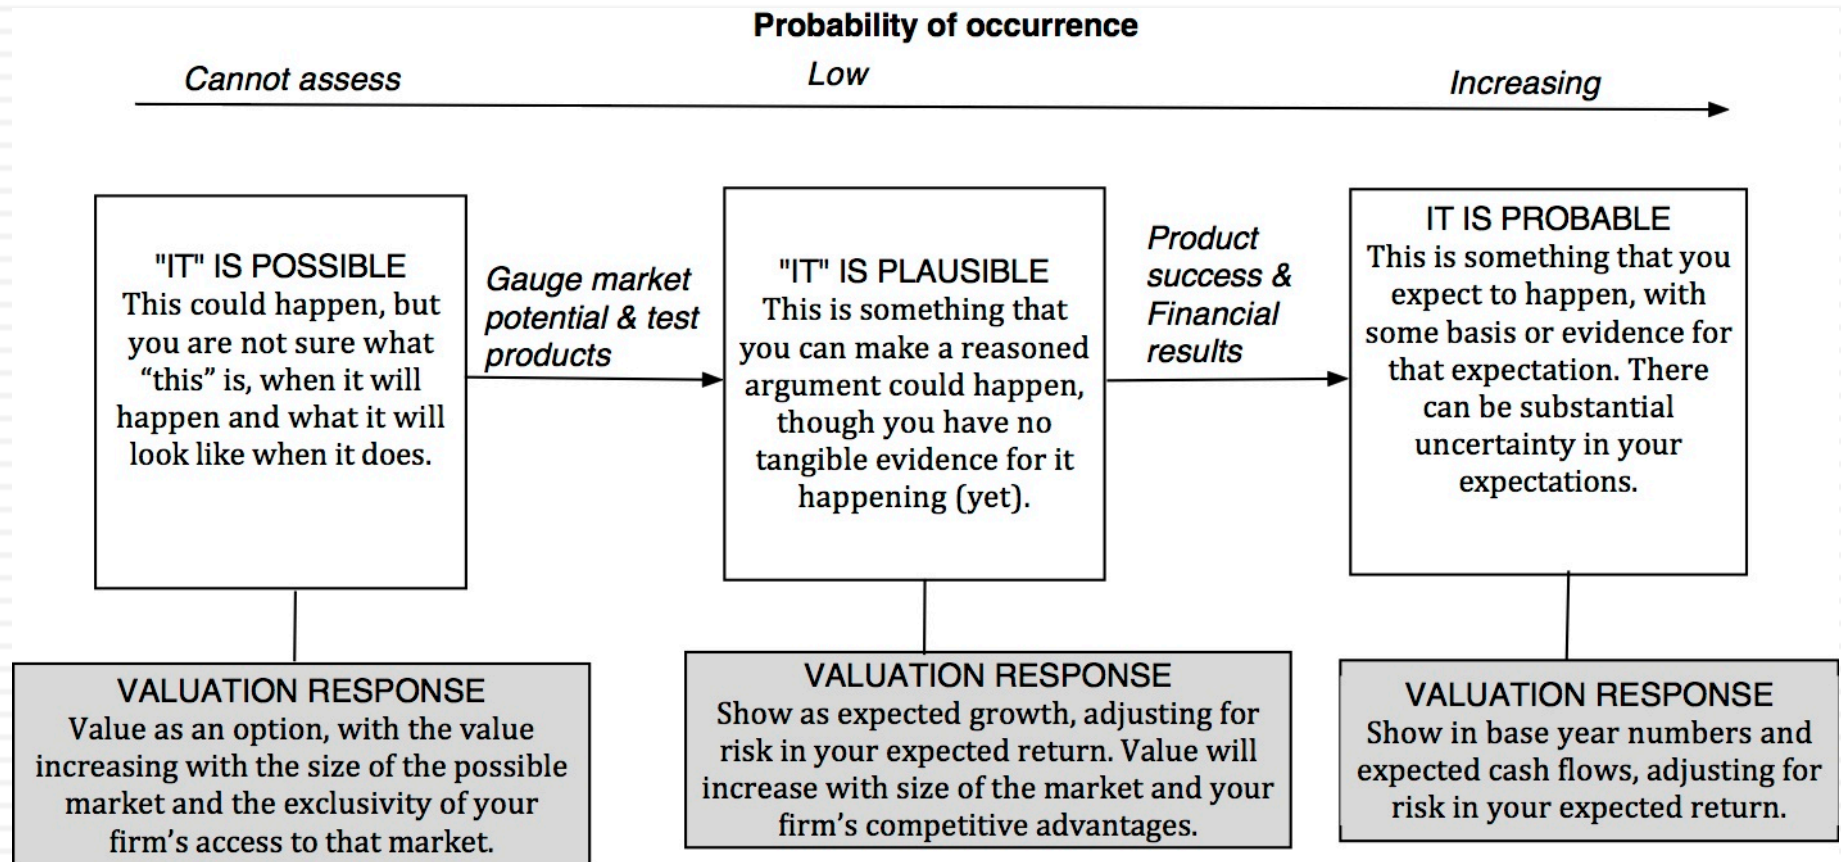 Probability of occurrence
Cannot assess
Low
Increasing
"IT" IS POSSIBLE
This could happen, but
you are not sure what
“this” is, when it will
happen and what it will
look like when it does.
Gauge market
potential & test
products
"IT" IS PLAUSIBLE
This is something that
you can make a reasoned
argument could happen,
though you have no
tangible evidence for it
happening (yet).
Product
success &
Financial
results
IT IS PROBABLE
This is something that you
expect to happen, with
some basis or evidence for
that expectation. There
can be substantial
uncertainty in your
expectations.
VALUATION RESPONSE
Value as an option, with the value
increasing with the size of the possible
market and the exclusivity of your
firm’s access to that market.
VALUATION RESPONSE
Show as expected growth, adjusting for
risk in your expected return. Value will
increase with size of the market and your
firm’s competitive advantages.
VALUATION RESPONSE
Show in base year numbers and
expected cash flows, adjusting for
risk in your expected return.